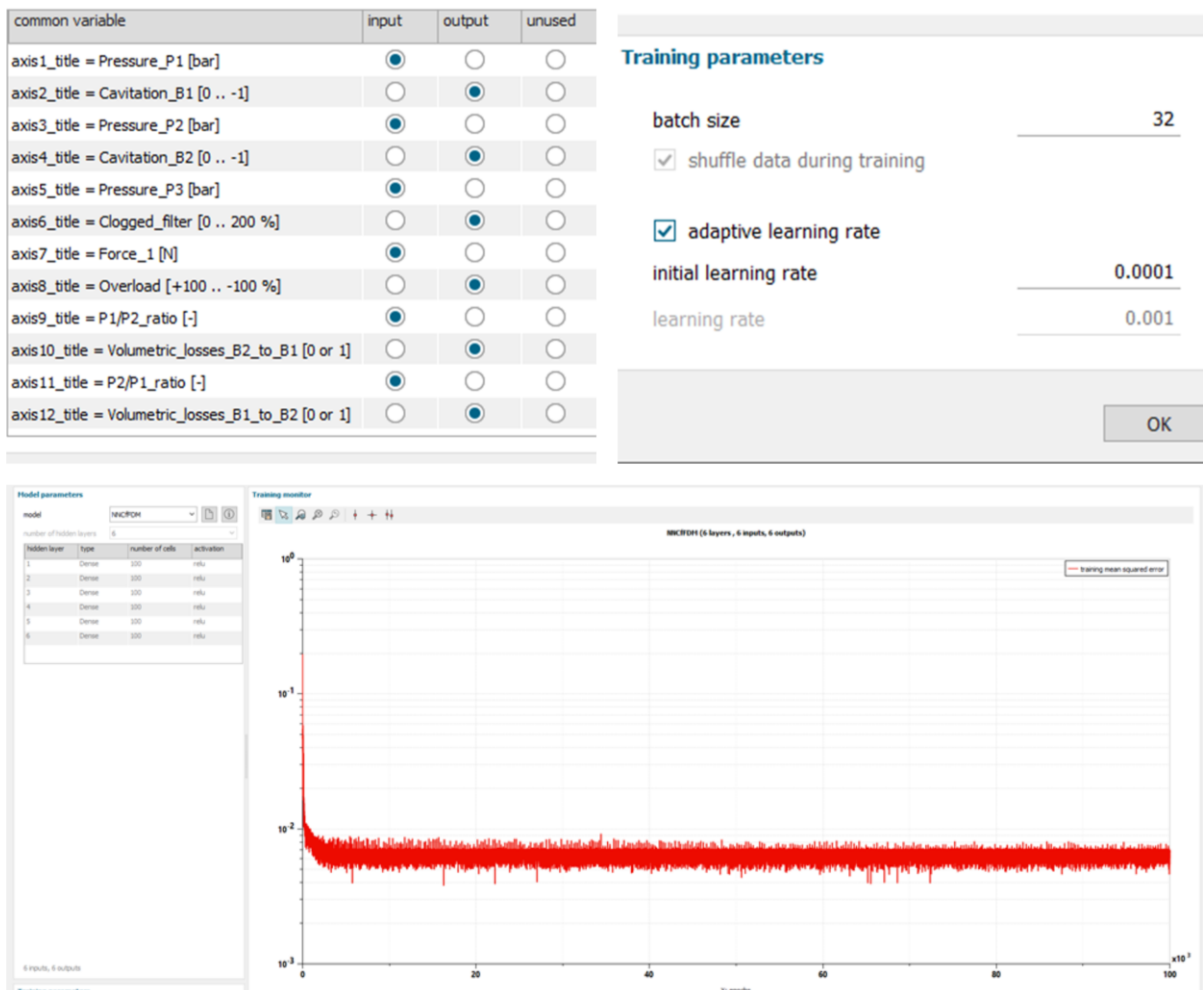 common variable input output unused
axis1_title = Pressure_P1 [bar]
axis2_title = Cavitation_B1 [0 .. -1]
axis3_title = Pressure_P2 [bar]
axis4_title = Cavitation_B2 [0 .. -1]
axis5_title = Pressure_P3 [bar]
axis6_title = Clogged_filter [0 .. 200 %]
axis7_title = Force_1 [N]
axis8_title = Overload [+100 .. -100 %]
axis9_title = P1/P2_ratio [-]
axis10_title = Volumetric_losses_B2_to_B1 [0 or 1]
axis11_title = P2/P1_ratio [-]
axis12_title = Volumetric_losses_B1_to_B2 [0 or 1]
Training parameters
batch size 32
shuffle data during training
adaptive learning rate
initial learning rate 0.0001
learning rate 0.001
OK
Model parameters
model NNCfFDM
number of hidden layers 6
hidden layer type number of cells activation
1 Dense 100 relu
2 Dense 100 relu
3 Dense 100 relu
4 Dense 100 relu
5 Dense 100 relu
6 Dense 100 relu
6 inputs, 6 outputs
Training monitor
NNCfFDM (6 layers , 6 inputs, 6 outputs)
training mean squared error
10⁰
10⁻¹
10⁻²
10⁻³
0 20 40 60 80 100
x10³